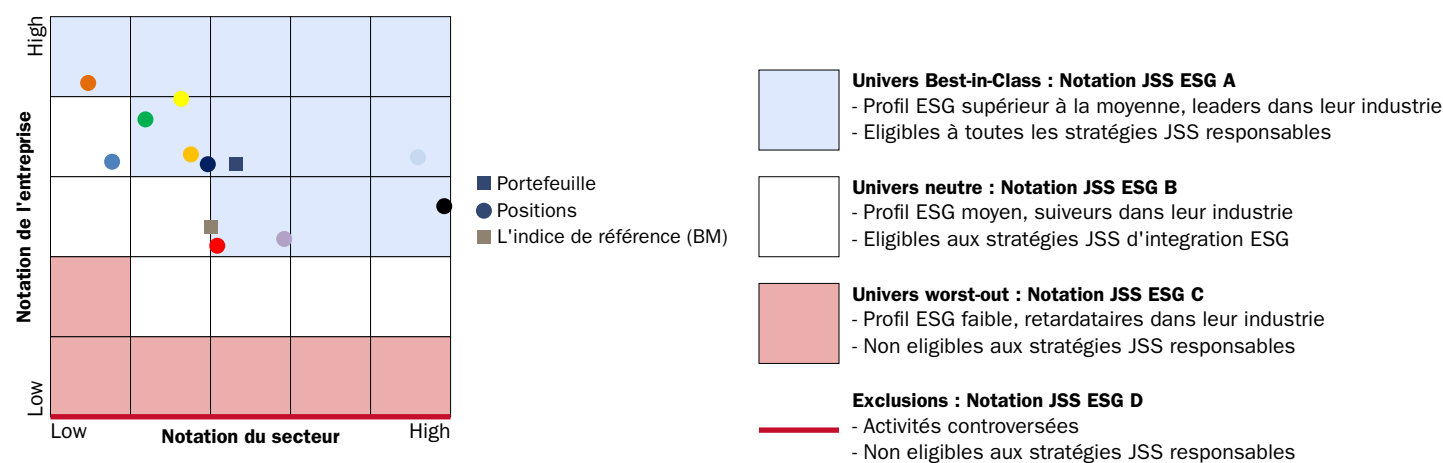 High
Notation de l'entreprise
Low
Low
Notation du secteur
High
Portefeuille
Positions
L'indice de référence (BM)
Univers Best-in-Class : Notation JSS ESG A
- Profil ESG supérieur à la moyenne, leaders dans leur industrie
- Eligibles à toutes les stratégies JSS responsables
Univers neutre : Notation JSS ESG B
- Profil ESG moyen, suiveurs dans leur industrie
- Eligibles aux stratégies JSS d'integration ESG
Univers worst-out : Notation JSS ESG C
- Profil ESG faible, retardataires dans leur industrie
- Non eligibles aux stratégies JSS responsables
Exclusions : Notation JSS ESG D
- Activités controversées
- Non eligibles aux stratégies JSS responsables